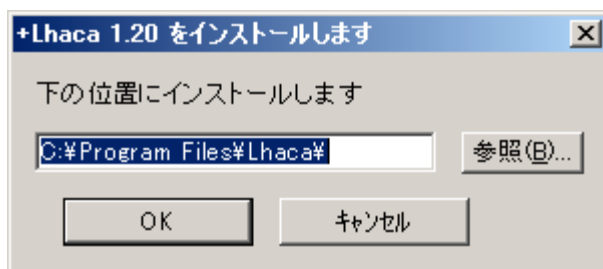 +Lhaca 1.20 をインストールします
下の位置にインストールします
C:¥Program Files¥Lhaca¥
参照(B)...
OK
キャンセル